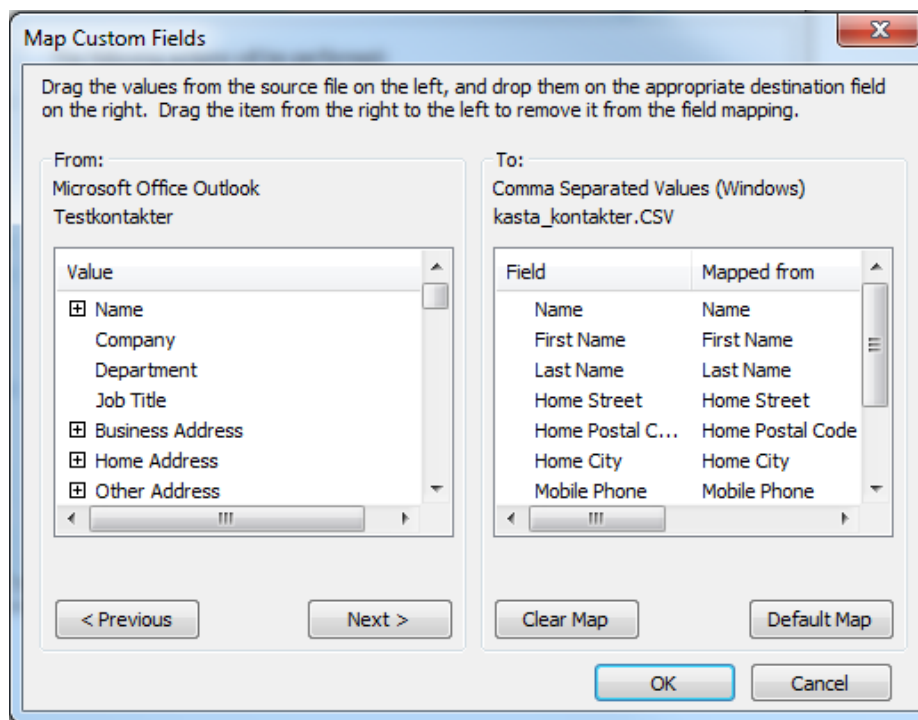 Map Custom Fields
Drag the values from the source file on the left, and drop them on the appropriate destination field
on the right. Drag the item from the right to the left to remove it from the field mapping.
From:
Microsoft Office Outlook
Testkontakter
Value
Name
Company
Department
Job Title
Business Address
Home Address
Other Address
< Previous
Next >
To:
Comma Separated Values (Windows)
kasta_kontakter.CSV
Field Mapped from
Name Name
First Name First Name
Last Name Last Name
Home Street Home Street
Home Postal C... Home Postal Code
Home City Home City
Mobile Phone Mobile Phone
Clear Map
Default Map
OK
Cancel